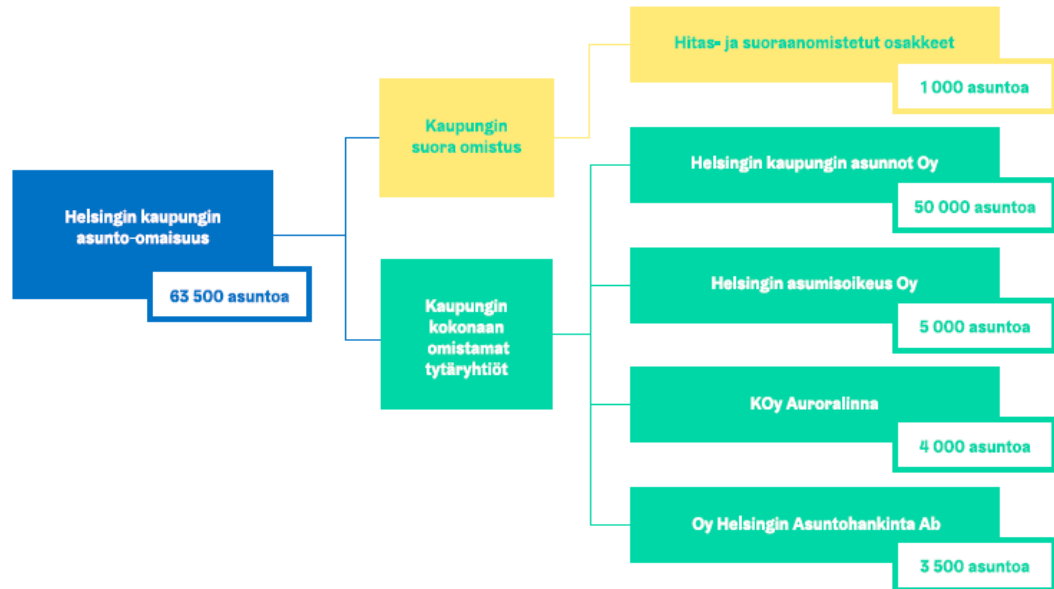 Helsingin kaupungin
asunto-omaisuus
63 500 asuntoa
Kaupungin
suora omistus
Hitas- ja suoraanomistetut osakkeet
1 000 asuntoa
Kaupungin
kokonaan
omistamat
tytäryhtiöt
Helsingin kaupungin asunnot Oy
50 000 asuntoa
Helsingin asumisoikeus Oy
5 000 asuntoa
KOy Auroralinna
4 000 asuntoa
Oy Helsingin Asuntohankinta Ab
3 500 asuntoa